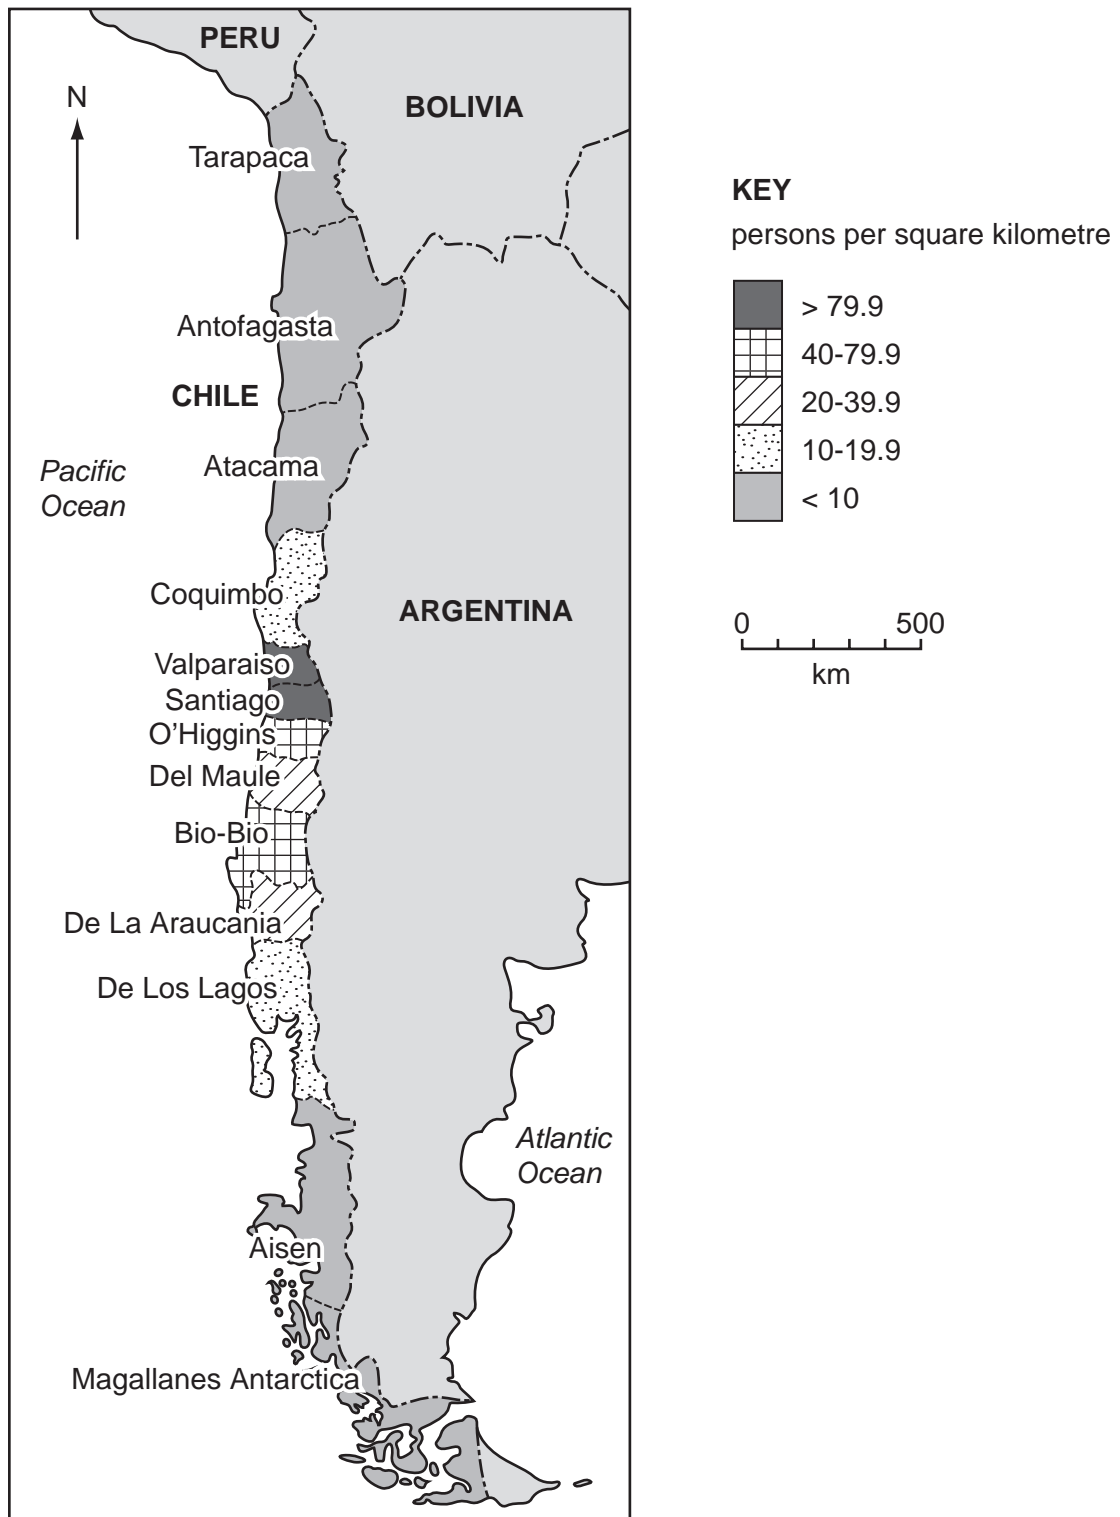 PERU
N
BOLIVIA
Tarapaca
Antofagasta
CHILE
Pacific
Ocean
Atacama
Coquimbo
ARGENTINA
Valparaiso
Santiago
O’Higgins
Del Maule
Bio-Bio
De La Araucania
De Los Lagos
Atlantic
Ocean
Aisen
Magallanes Antarctica
KEY
persons per square kilometre
> 79.9
40-79.9
20-39.9
10-19.9
< 10
0 500
km